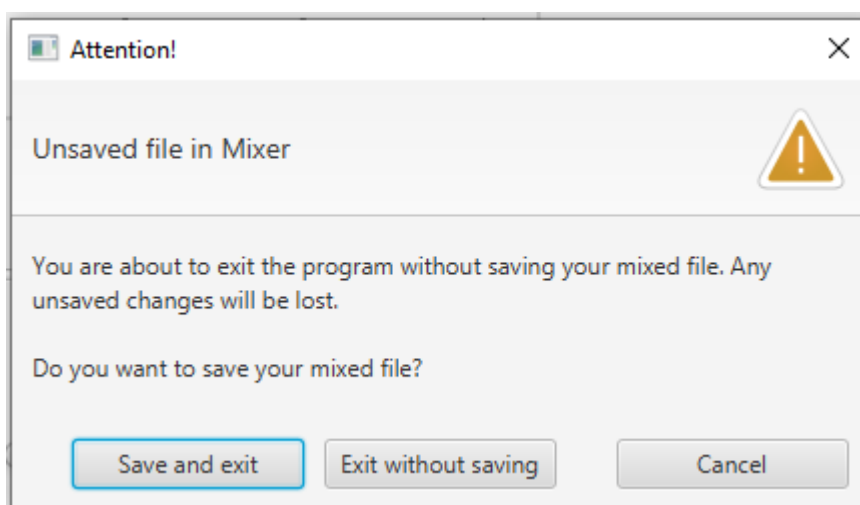 Attention!
Unsaved file in Mixer
You are about to exit the program without saving your mixed file. Any
unsaved changes will be lost.
Do you want to save your mixed file?
Save and exit
Exit without saving
Cancel